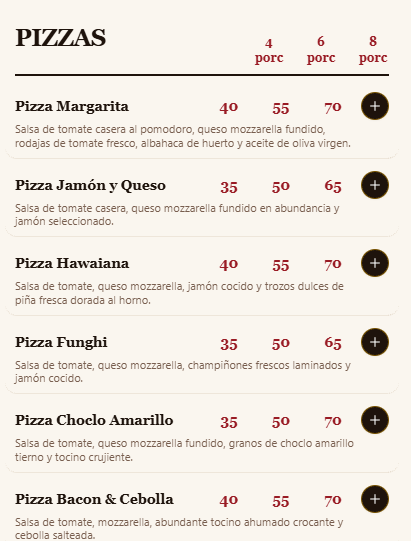 PIZZAS 4 porc 6 porc 8 porc
Pizza Margarita 40 55 70 +
Salsa de tomate casera al pomodoro, queso mozzarella fundido,
rodajas de tomate fresco, albahaca de huerto y aceite de oliva virgen.
Pizza Jamón y Queso 35 50 65 +
Salsa de tomate casera, queso mozzarella fundido en abundancia y
jamón seleccionado.
Pizza Hawaiana 40 55 70 +
Salsa de tomate, queso mozzarella, jamón cocido y trozos dulces de
piña fresca dorada al horno.
Pizza Funghi 35 50 65 +
Salsa de tomate, queso mozzarella, champiñones frescos laminados y
jamón cocido.
Pizza Choclo Amarillo 35 50 70 +
Salsa de tomate, queso mozzarella fundido, granos de choclo amarillo
tierno y tocino crujiente.
Pizza Bacon & Cebolla 40 55 70 +
Salsa de tomate, mozzarella, abundante tocino ahumado crocante y
cebolla salteada.